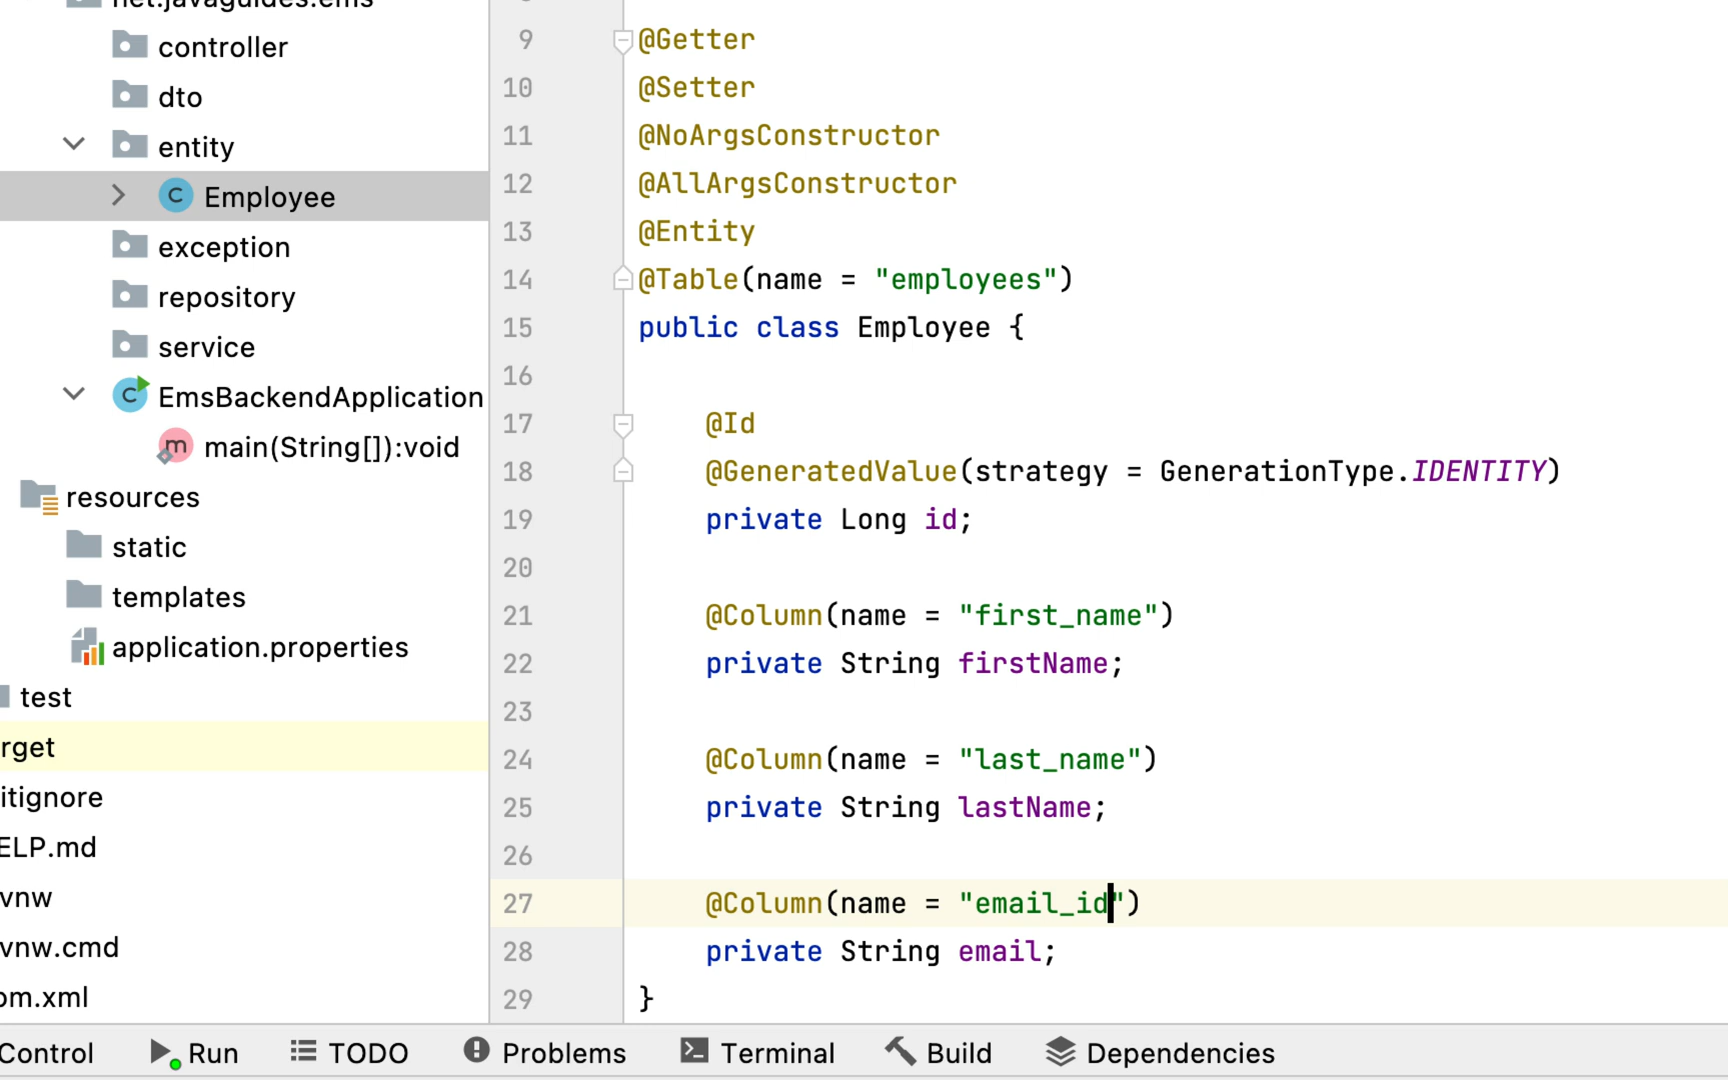 net.javaguides.ems
controller
dto
entity
Employee
exception
repository
service
EmsBackendApplication
main(String[]):void
resources
static
templates
application.properties
test
rget
itignore
ELP.md
vnw
vnw.cmd
om.xml
9 @Getter
10 @Setter
11 @NoArgsConstructor
12 @AllArgsConstructor
13 @Entity
14 @Table(name = "employees")
15 public class Employee {
16
17 @Id
18 @GeneratedValue(strategy = GenerationType.IDENTITY)
19 private Long id;
20
21 @Column(name = "first_name")
22 private String firstName;
23
24 @Column(name = "last_name")
25 private String lastName;
26
27 @Column(name = "email_id")
28 private String email;
29 }
Control Run TODO Problems Terminal Build Dependencies